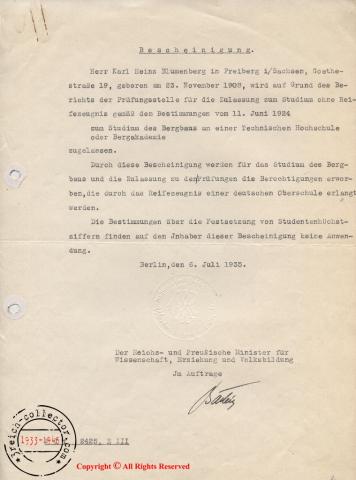 Bescheinigung.
Herr Karl Heinz Blumenberg in Freiberg i/Sachsen, Goethe-
straße 19, geboren am 23. November 1908, wird auf Grund des Be-
richts der Prüfungsstelle für die Zulassung zum Studium ohne Rei-
fezeugnis gemäß den Bestimmungen vom 11. Juni 1924
zum Studium des Bergbaus an einer Technischen Hochschule
oder Bergakademie
zugelassen.
Durch diese Bescheinigung werden für das Studium des Berg-
baus und die Zulassung zu den Prüfungen die Berechtigungen erwor-
ben, die durch das Reifezeugnis einer deutschen Oberschule erlangt
werden.
Die Bestimmungen über die Festsetzung von Studentenhöchst-
ziffern finden auf den Jnhaber dieser Bescheinigung keine Anwen-
dung.
Berlin, den 6. Juli 1935.
Der Reichs- und Preußische Minister für
Wissenschaft, Erziehung und Volksbildung
Jm Auftrage
3reich-collector.com
1933-1945
2425, Z III
Copyright © All Rights Reserved